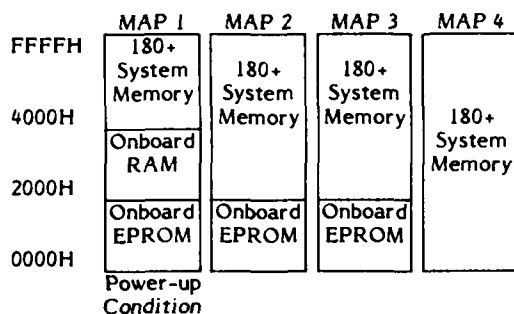 MAP 1 MAP 2 MAP 3 MAP 4
FFFFH
180+
System
Memory
180+
System
Memory
180+
System
Memory
180+
System
Memory
4000H
Onboard
RAM
2000H
Onboard
EPROM
Onboard
EPROM
Onboard
EPROM
0000H
Power-up
Condition